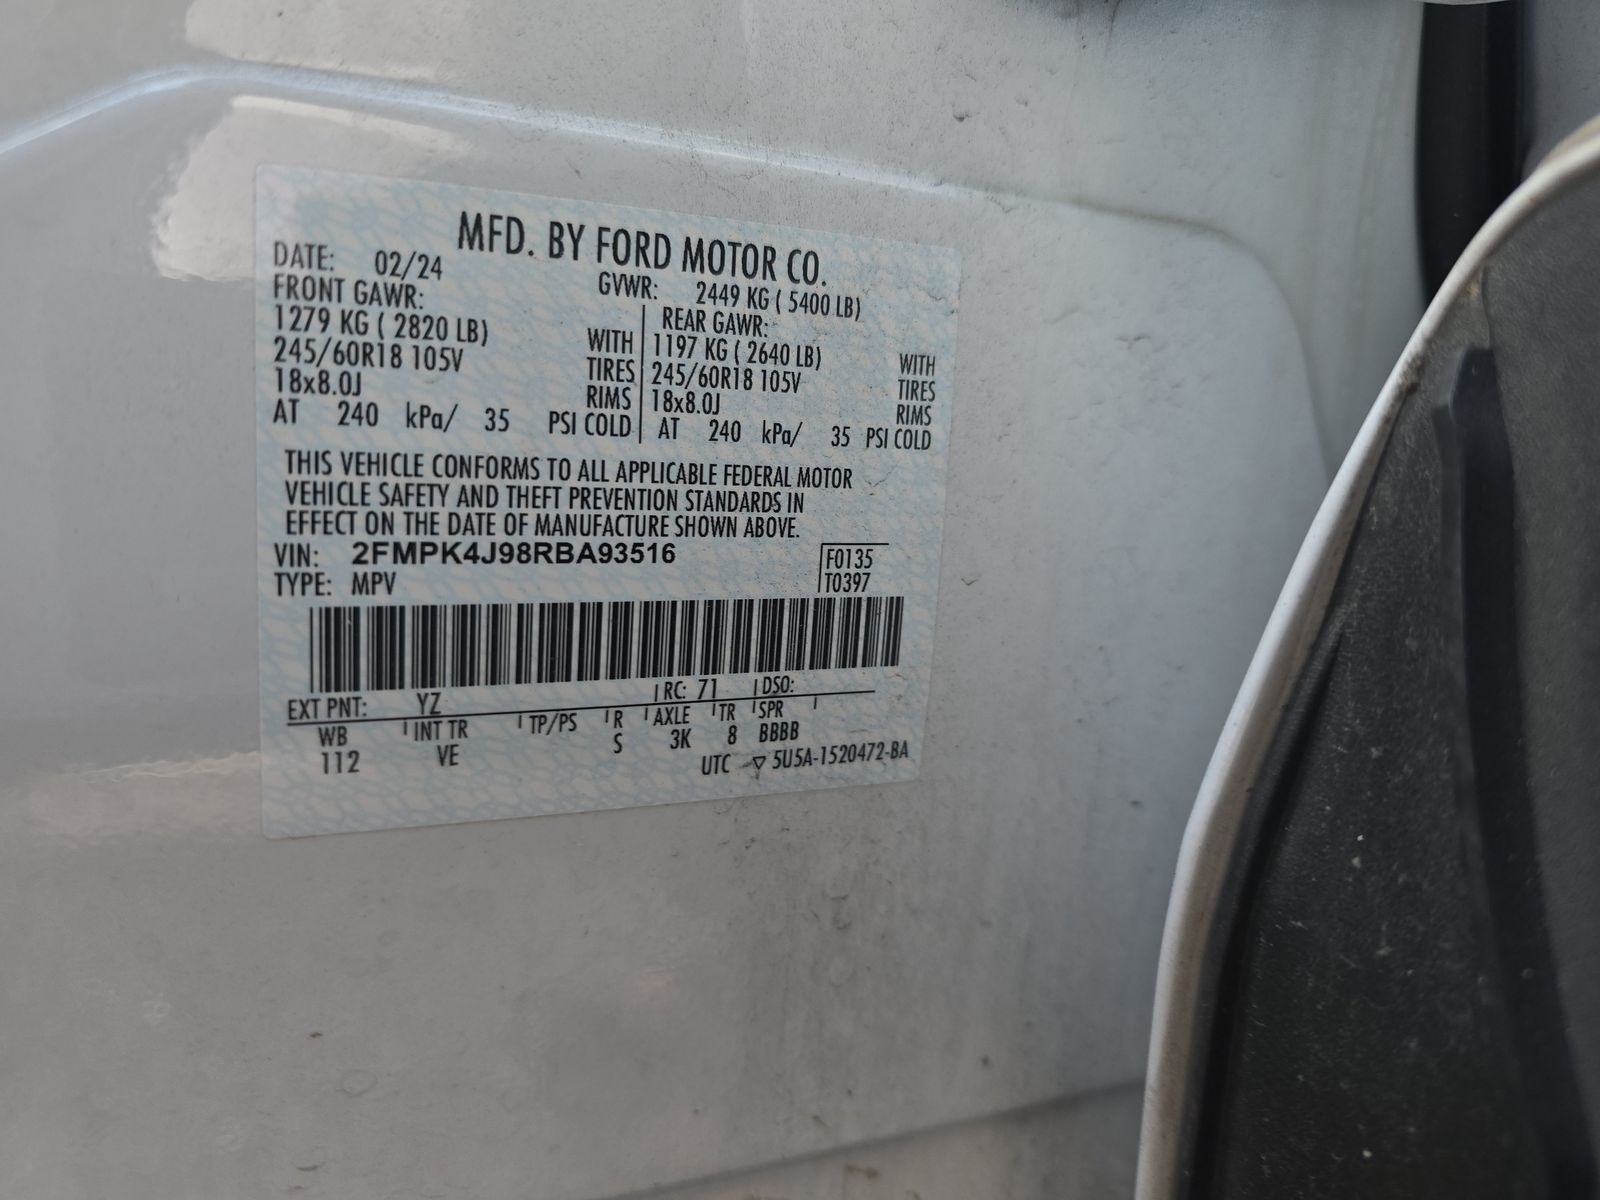 MFD. BY FORD MOTOR CO.
DATE: 02/24 GVWR: 2449 KG ( 5400 LB)
FRONT GAWR: REAR GAWR:
1279 KG ( 2820 LB) WITH 1197 KG ( 2640 LB) WITH
245/60R18 105V TIRES 245/60R18 105V TIRES
18x8.0J RIMS 18x8.0J RIMS
AT 240 kPa/ 35 PSI COLD AT 240 kPa/ 35 PSI COLD
THIS VEHICLE CONFORMS TO ALL APPLICABLE FEDERAL MOTOR
VEHICLE SAFETY AND THEFT PREVENTION STANDARDS IN
EFFECT ON THE DATE OF MANUFACTURE SHOWN ABOVE.
VIN: 2FMPK4J98RBA93516 F0135
TYPE: MPV T0397
EXT PNT: YZ RC: 71 DSO:
WB INT TR TP/PS R AXLE TR SPR
112 VE S 3K 8 BBBB
UTC ▽ 5U5A-1520472-BA